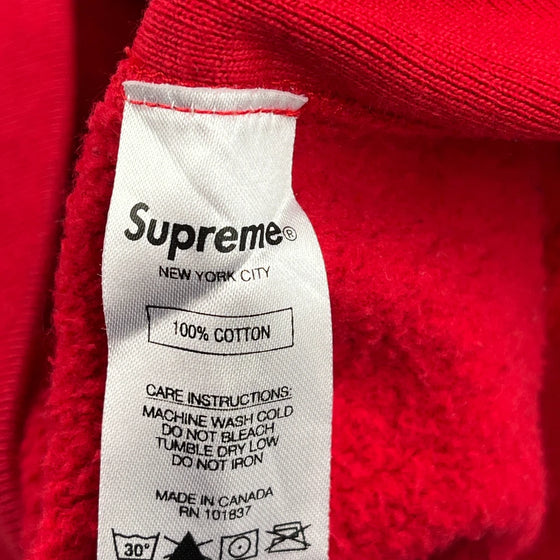 Supreme®
NEW YORK CITY
100% COTTON
CARE INSTRUCTIONS:
MACHINE WASH COLD
DO NOT BLEACH
TUMBLE DRY LOW
DO NOT IRON
MADE IN CANADA
RN 101837
30°